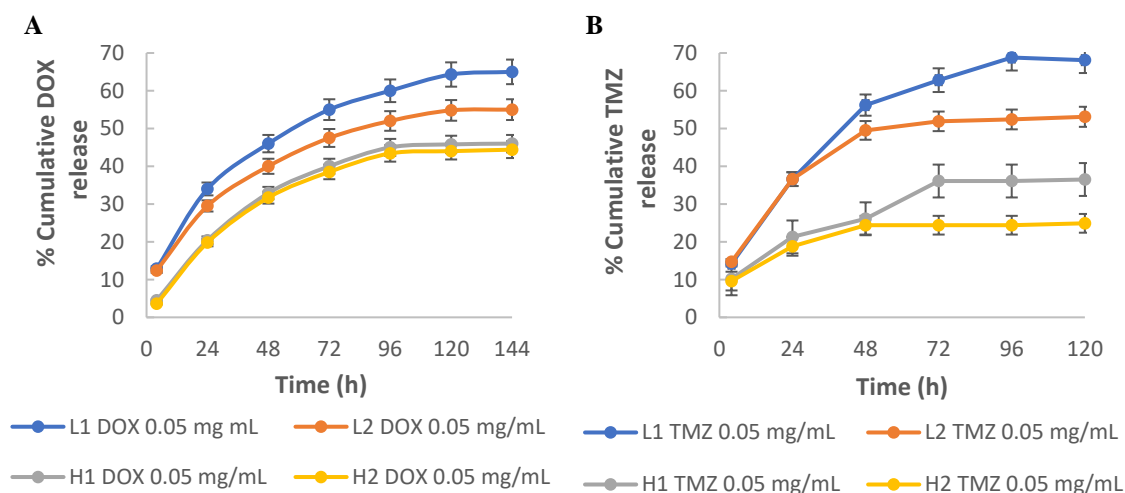 A
% Cumulative DOX
release
70
60
50
40
30
20
10
0
0 24 48 72 96 120 144
Time (h)
L1 DOX 0.05 mg mL L2 DOX 0.05 mg/mL
H1 DOX 0.05 mg/mL H2 DOX 0.05 mg/mL
B
% Cumulative TMZ
release
70
60
50
40
30
20
10
0
0 24 48 72 96 120
Time (h)
L1 TMZ 0.05 mg/mL L2 TMZ 0.05 mg/mL
H1 TMZ 0.05 mg/mL H2 TMZ 0.05 mg/mL